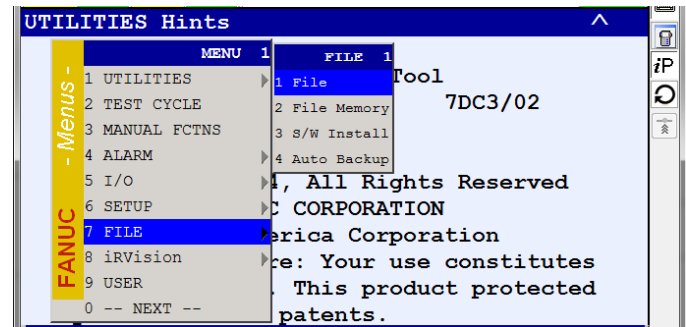 UTILITIES Hints
- Menus -
FANUC
MENU 1
1 UTILITIES
2 TEST CYCLE
3 MANUAL FCTNS
4 ALARM
5 I/O
6 SETUP
7 FILE
8 iRVision
9 USER
0 -- NEXT --
FILE 1
1 File
2 File Memory
3 S/W Install
4 Auto Backup
Tool
7DC3/02
, All Rights Reserved
CORPORATION
erica Corporation
re: Your use constitutes
. This product protected
patents.
iP